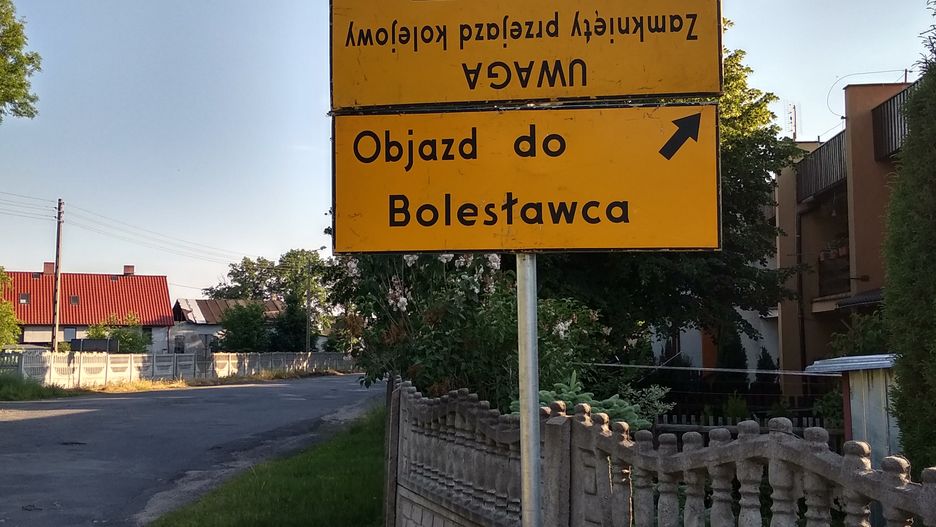 UWAGA
Zamknięty przejazd kolejowy
Objazd do
Bolesławca